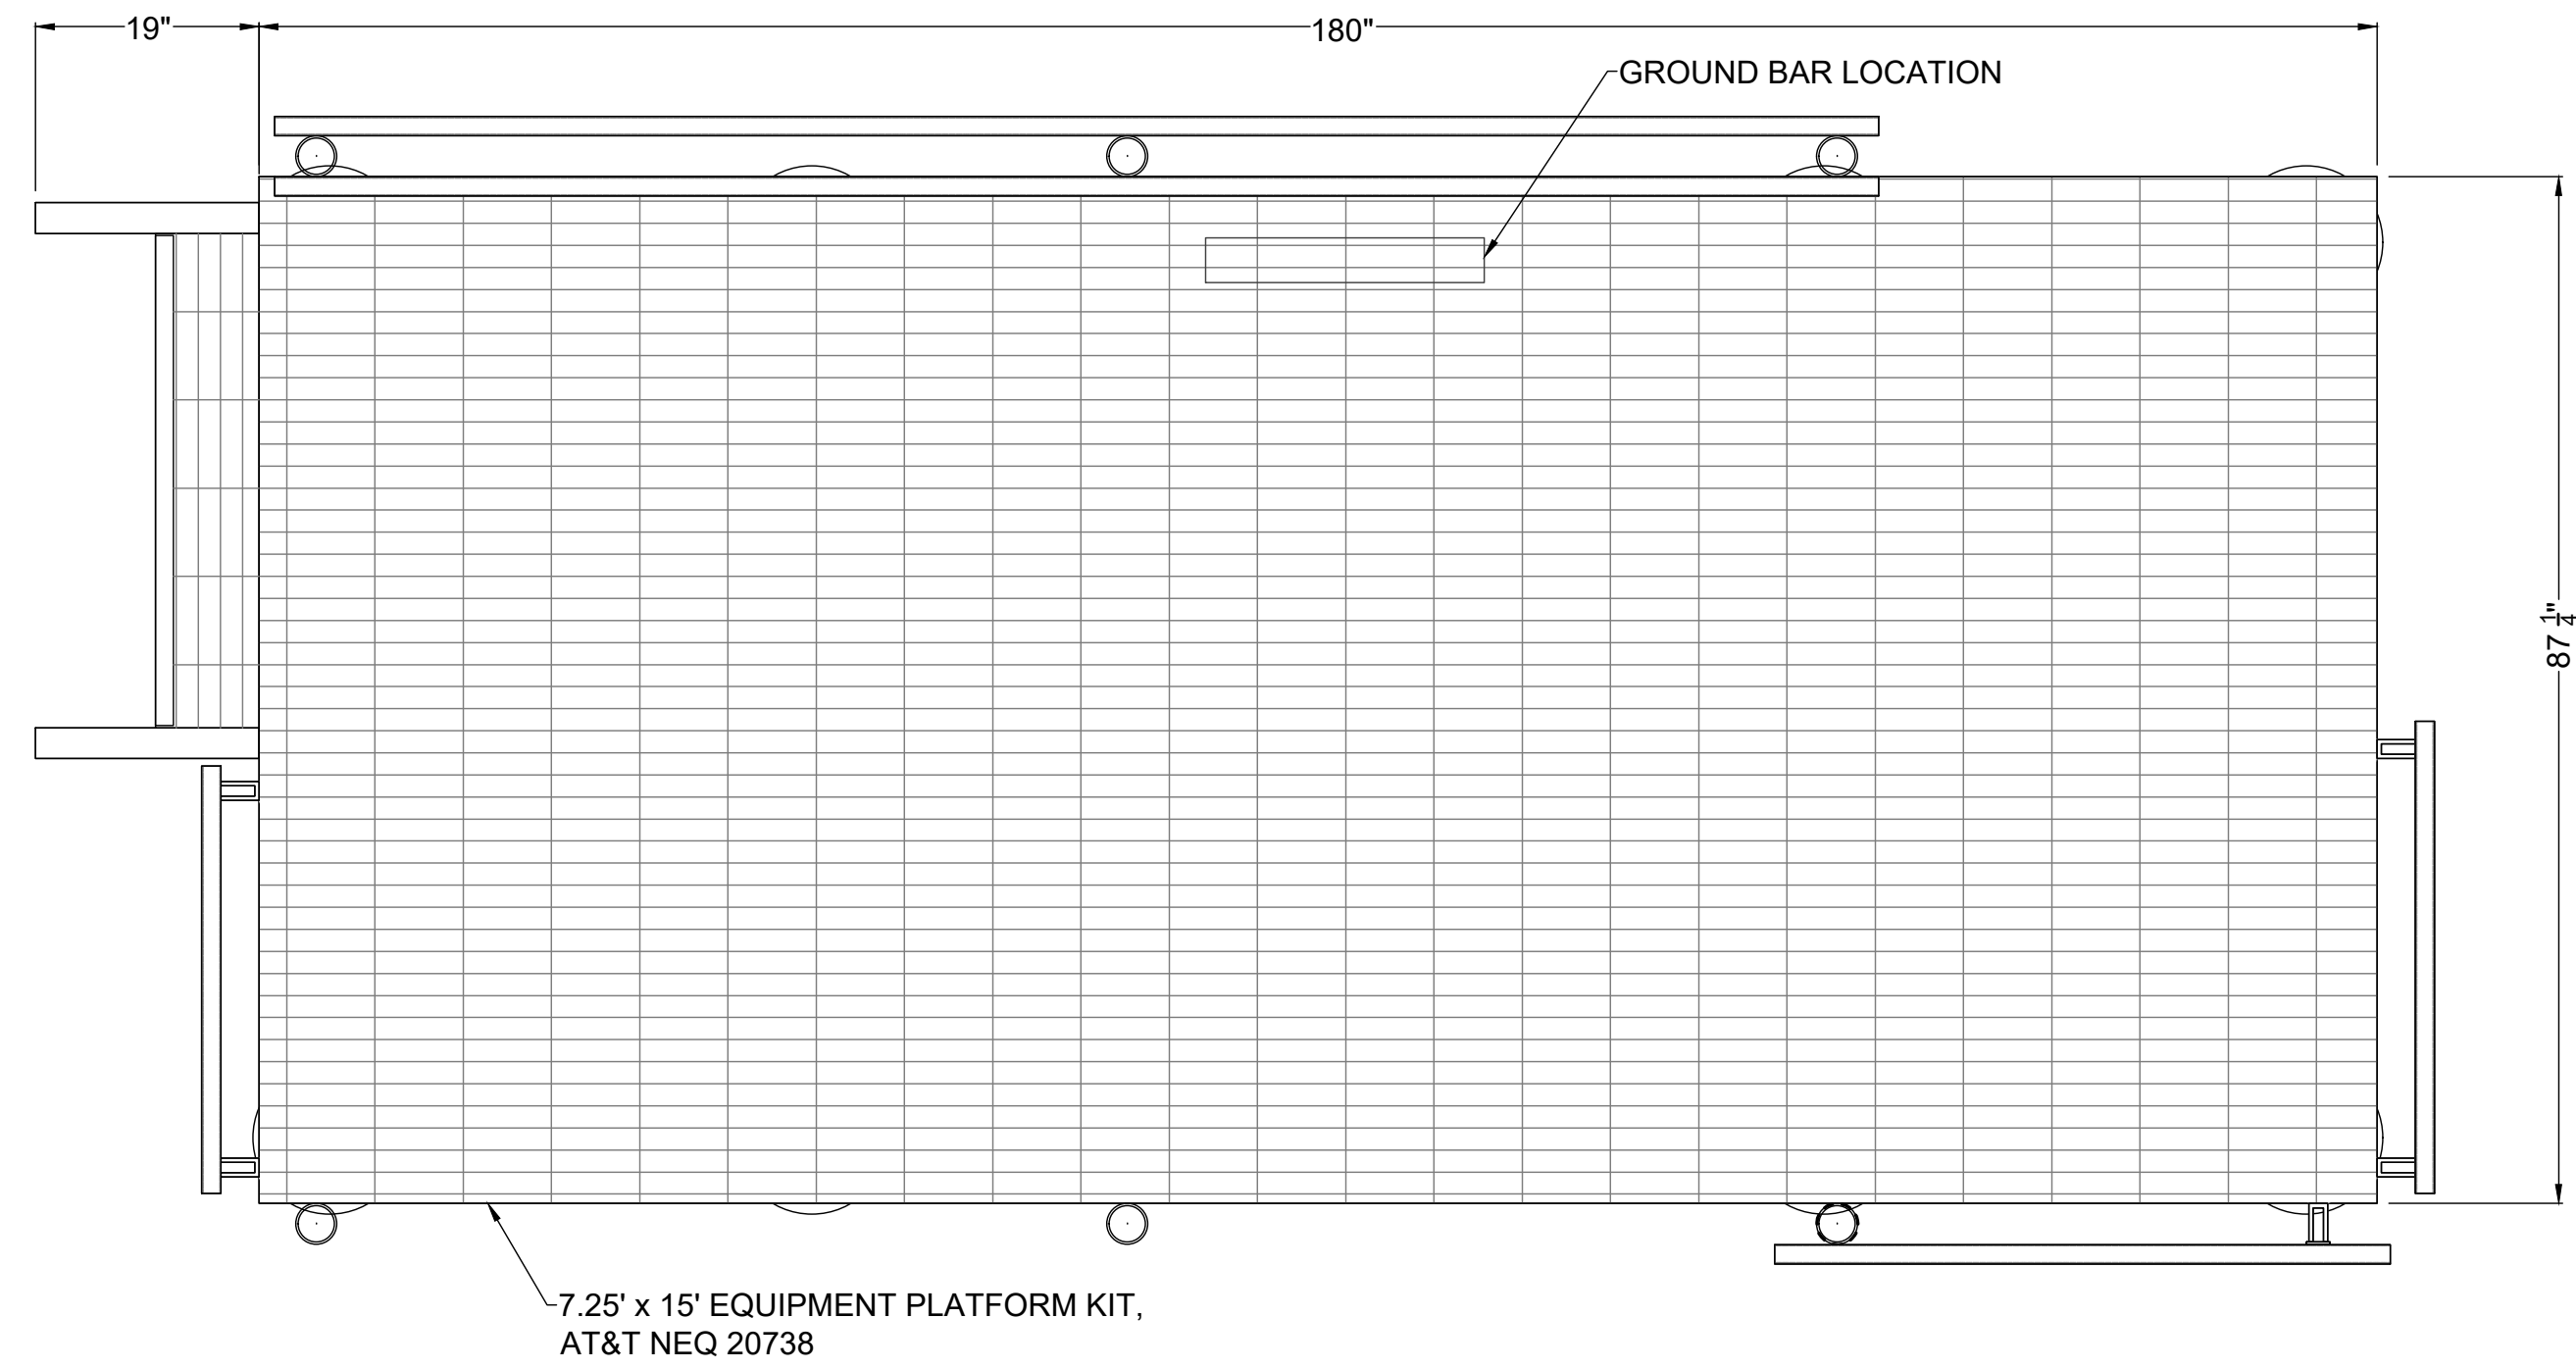 19"
180"
GROUND BAR LOCATION
87 1/4"
7.25' x 15' EQUIPMENT PLATFORM KIT,
AT&T NEQ 20738